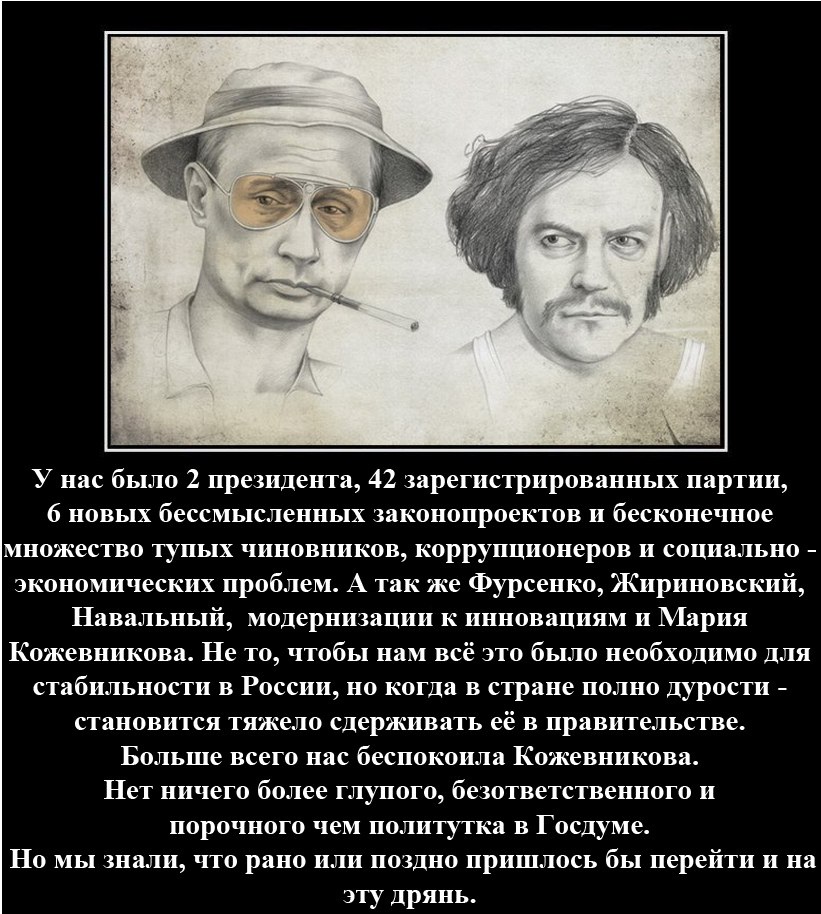 У нас было 2 президента, 42 зарегистрированных партии,
6 новых бессмысленных законопроектов и бесконечное
множество тупых чиновников, коррупционеров и социально -
экономических проблем. А так же Фурсенко, Жириновский,
Навальный,  модернизации к инновациям и Мария
Кожевникова. Не то, чтобы нам всё это было необходимо для
стабильности в России, но когда в стране полно дурости -
становится тяжело сдерживать её в правительстве.
Больше всего нас беспокоила Кожевникова.
Нет ничего более глупого, безответственного и
порочного чем политутка в Госдуме.
Но мы знали, что рано или поздно пришлось бы перейти и на
эту дрянь.